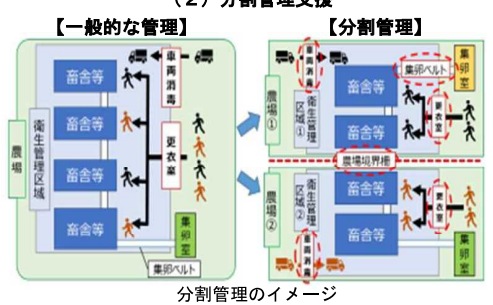 （２）分割管理支援
【一般的な管理】
【分割管理】
農場
衛生管理区域
畜舎等
畜舎等
畜舎等
畜舎等
車両消毒
更衣室
集卵室
集卵ベルト
農場①
衛生管理区域①
車両消毒
畜舎等
畜舎等
集卵ベルト
集卵室
更衣室
農場境界柵
農場②
衛生管理区域②
畜舎等
畜舎等
更衣室
集卵室
車両消毒
分割管理のイメージ